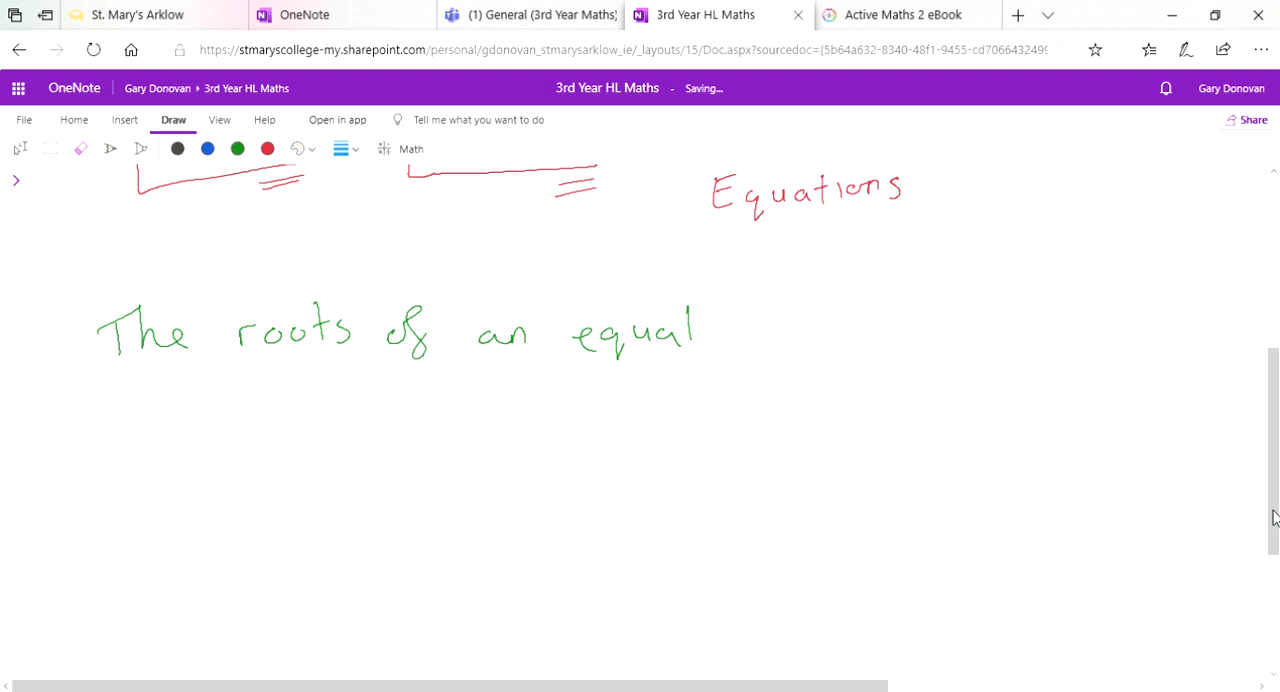 St. Mary's Arklow
OneNote
(1) General (3rd Year Maths)
3rd Year HL Maths
Active Maths 2 eBook
https://stmaryscollege-my.sharepoint.com/personal/gdonovan_stmarysarklow_ie/_layouts/15/Doc.aspx?sourcedoc={5b64a632-8340-48f1-9455-cd7066432499
OneNote
Gary Donovan › 3rd Year HL Maths
3rd Year HL Maths - Saving...
Gary Donovan
File Home Insert Draw View Help Open in app Tell me what you want to do
Share
Math
Equations
The roots of an equal